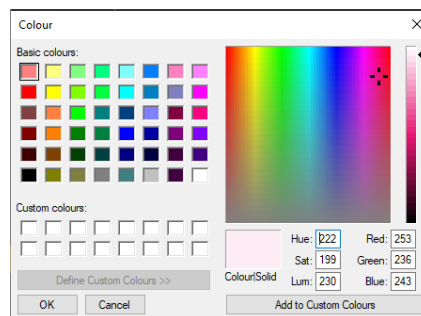 Colour
Basic colours:
Custom colours:
Define Custom Colours >>
OK Cancel
Colour|Solid
Hue: 222 Red: 253
Sat: 199 Green: 236
Lum: 230 Blue: 243
Add to Custom Colours